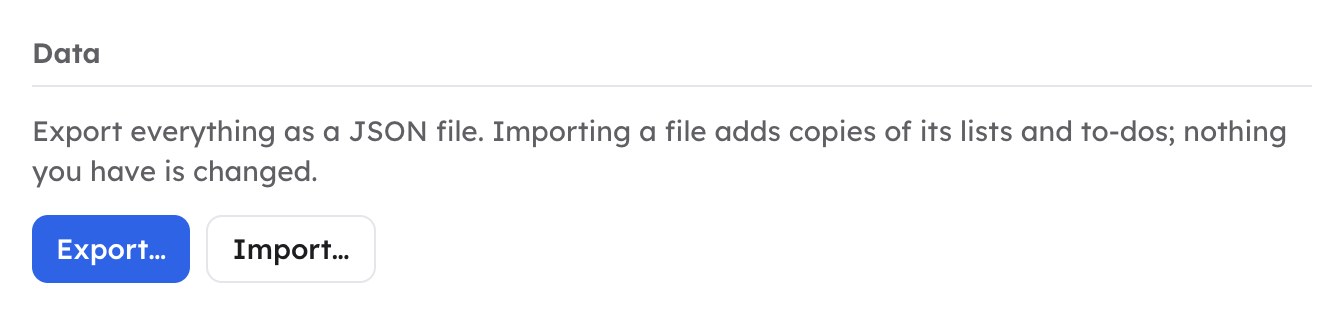 Data
Export everything as a JSON file. Importing a file adds copies of its lists and to-dos; nothing
you have is changed.
Export…
Import…